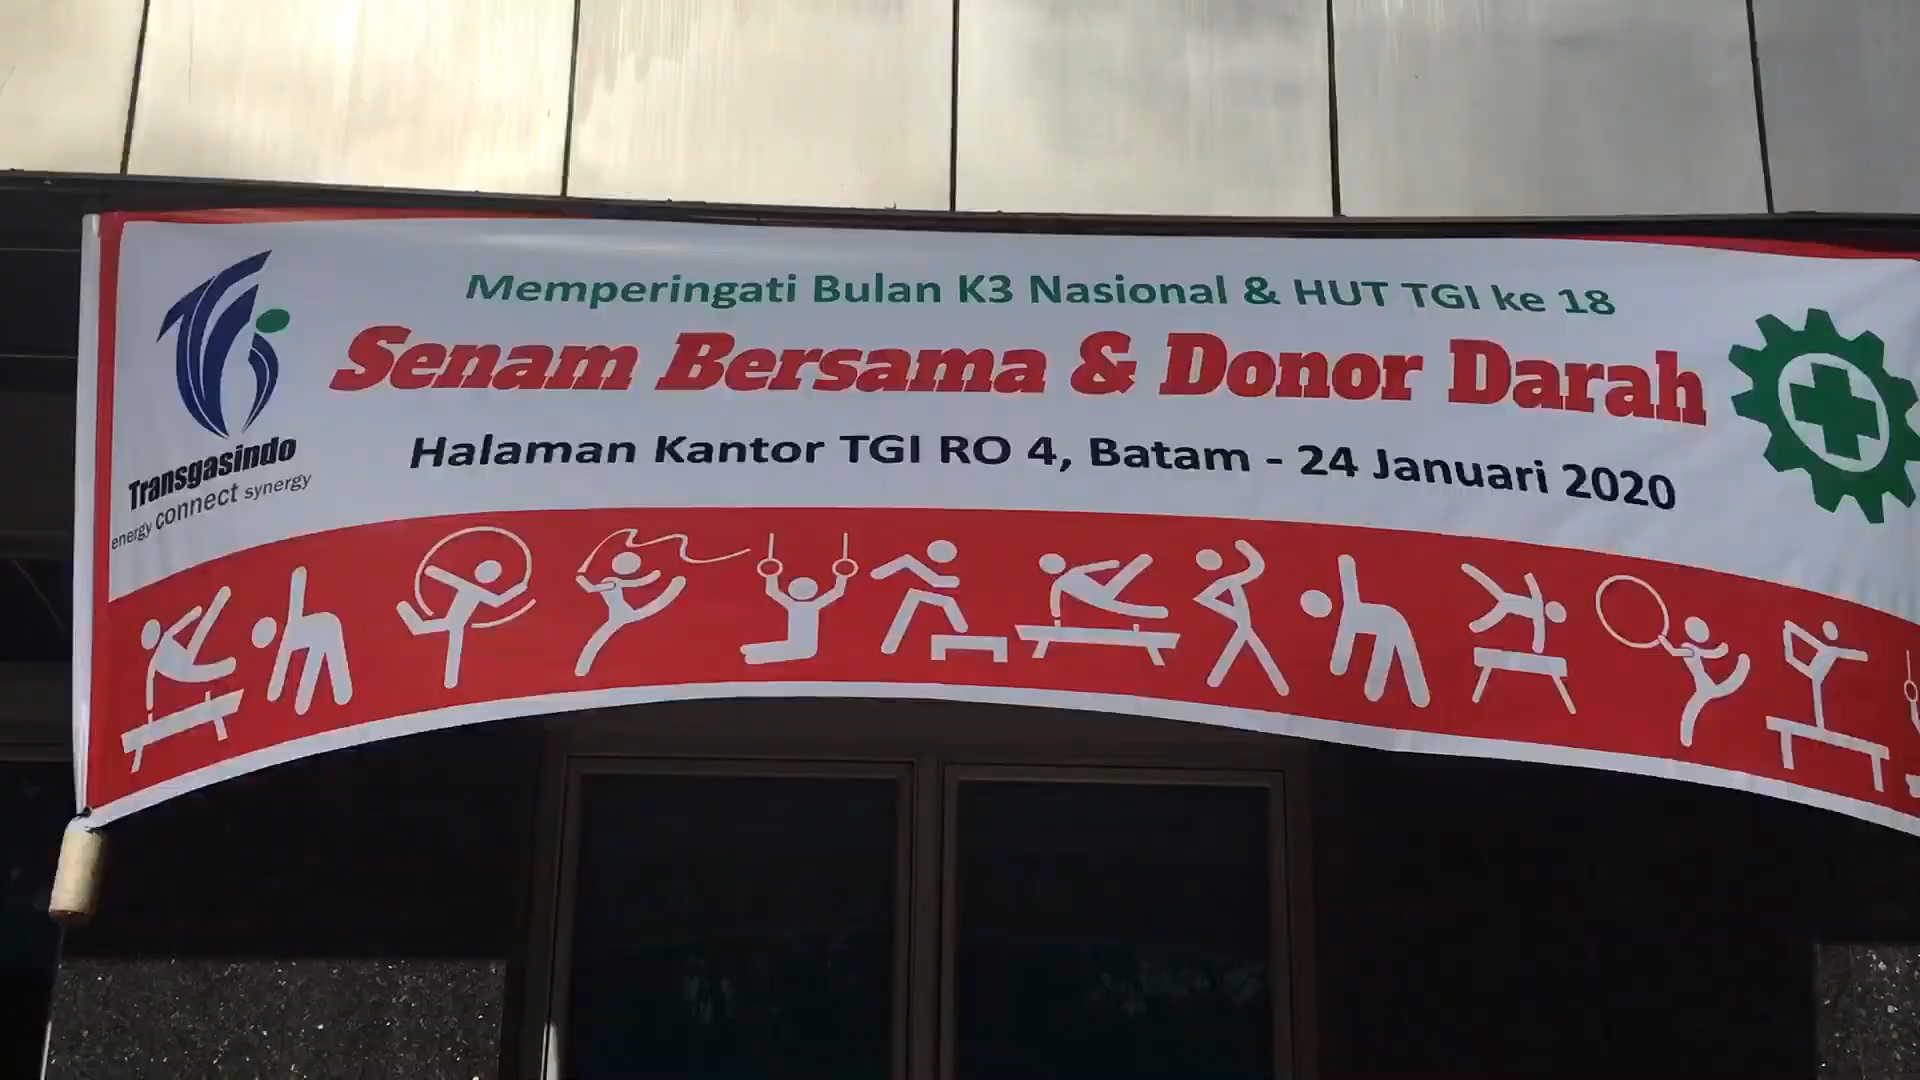 Memperingati Bulan K3 Nasional & HUT TGI ke 18
Senam Bersama & Donor Darah
Halaman Kantor TGI RO 4, Batam - 24 Januari 2020
TGI
Transgasindo
energy connect synergy